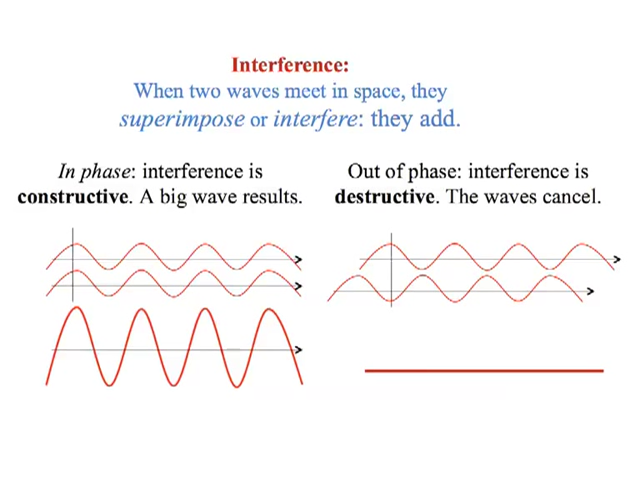 Interference:
When two waves meet in space, they
superimpose or interfere: they add.
In phase: interference is
constructive. A big wave results.
Out of phase: interference is
destructive. The waves cancel.